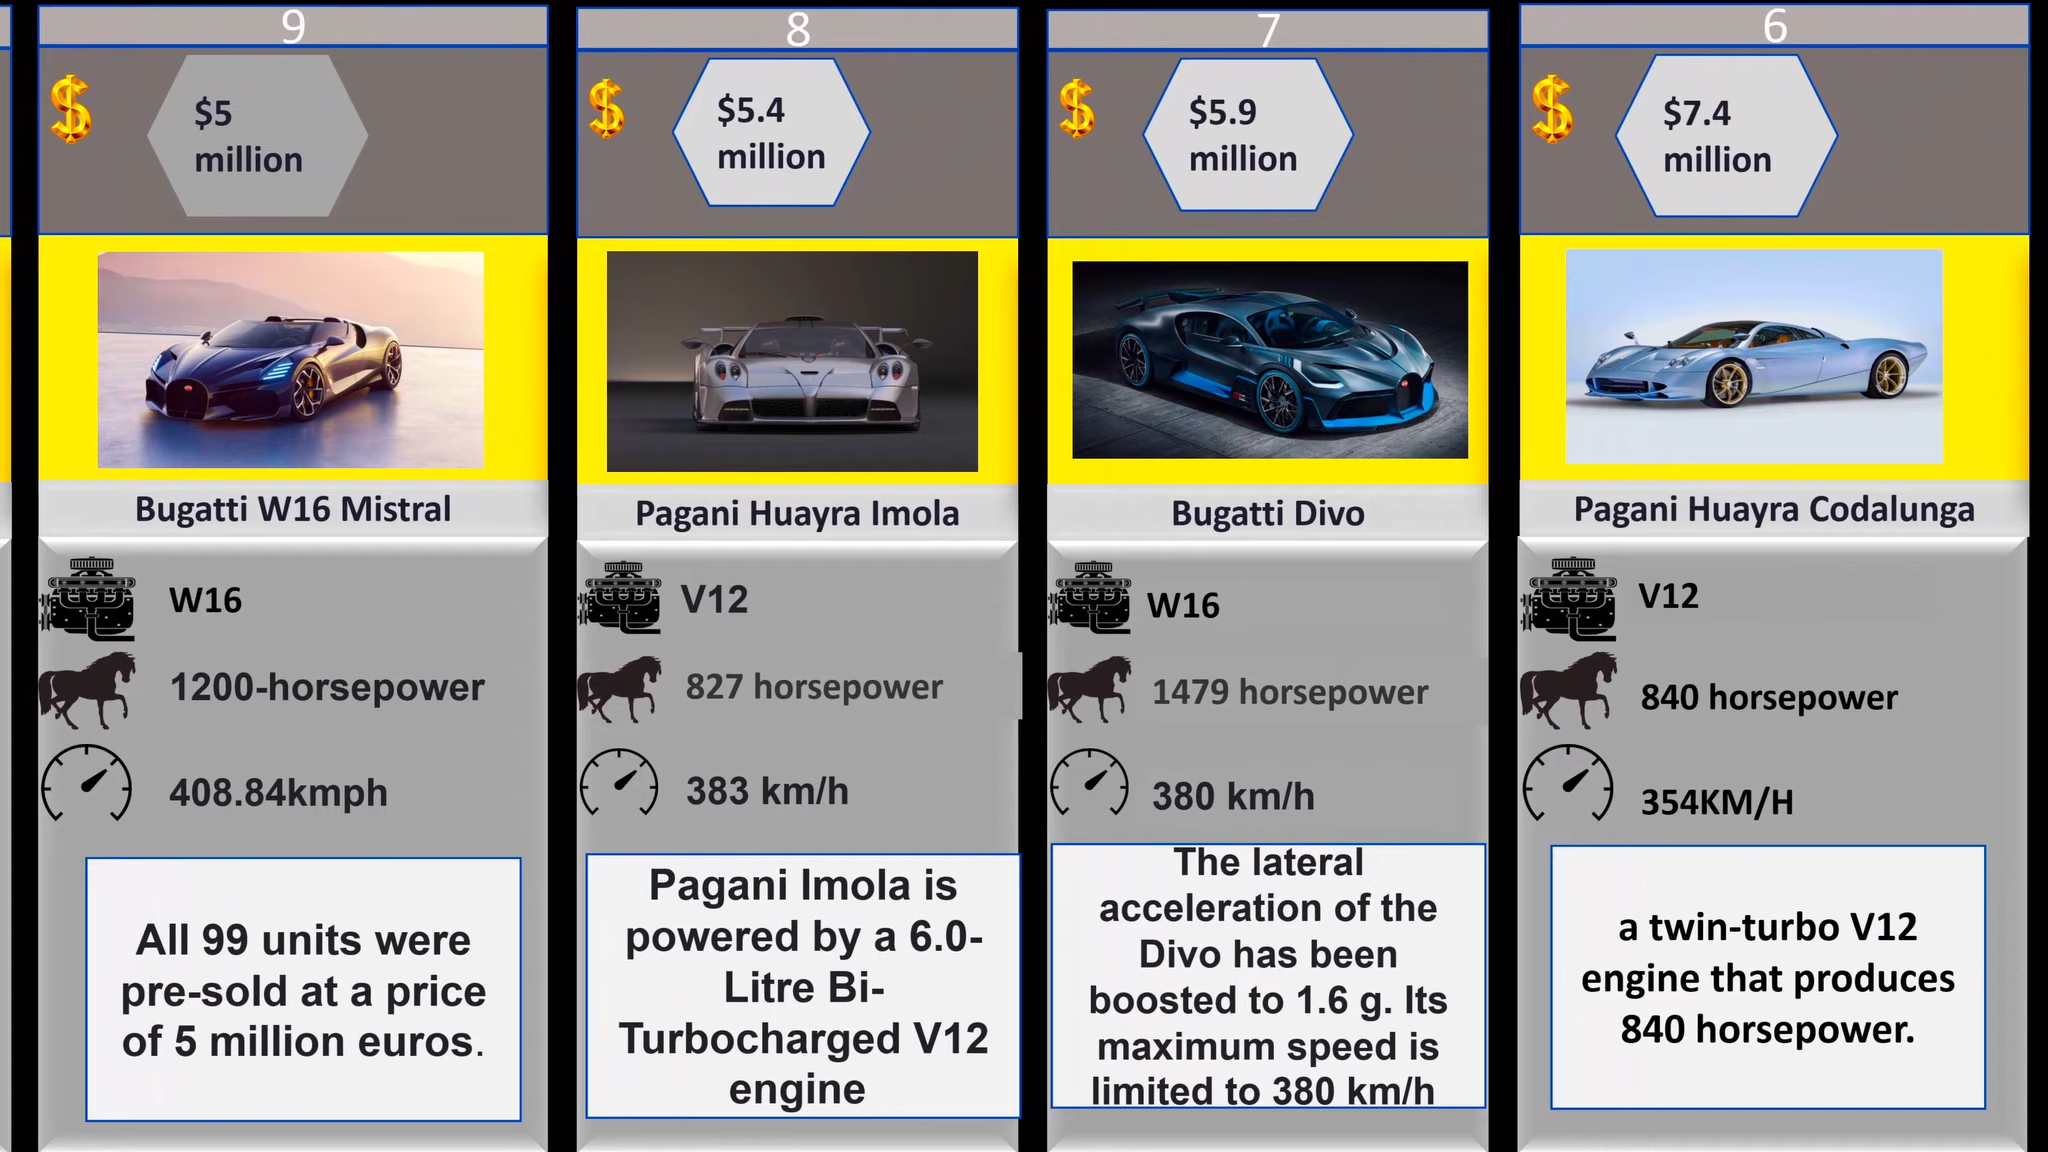 9
$5
million
Bugatti W16 Mistral
W16
1200-horsepower
408.84kmph
All 99 units were
pre-sold at a price
of 5 million euros.
8
$5.4
million
Pagani Huayra Imola
V12
827 horsepower
383 km/h
Pagani Imola is
powered by a 6.0-
Litre Bi-
Turbocharged V12
engine
7
$5.9
million
Bugatti Divo
W16
1479 horsepower
380 km/h
The lateral
acceleration of the
Divo has been
boosted to 1.6 g. Its
maximum speed is
limited to 380 km/h
6
$7.4
million
Pagani Huayra Codalunga
V12
840 horsepower
354KM/H
a twin-turbo V12
engine that produces
840 horsepower.